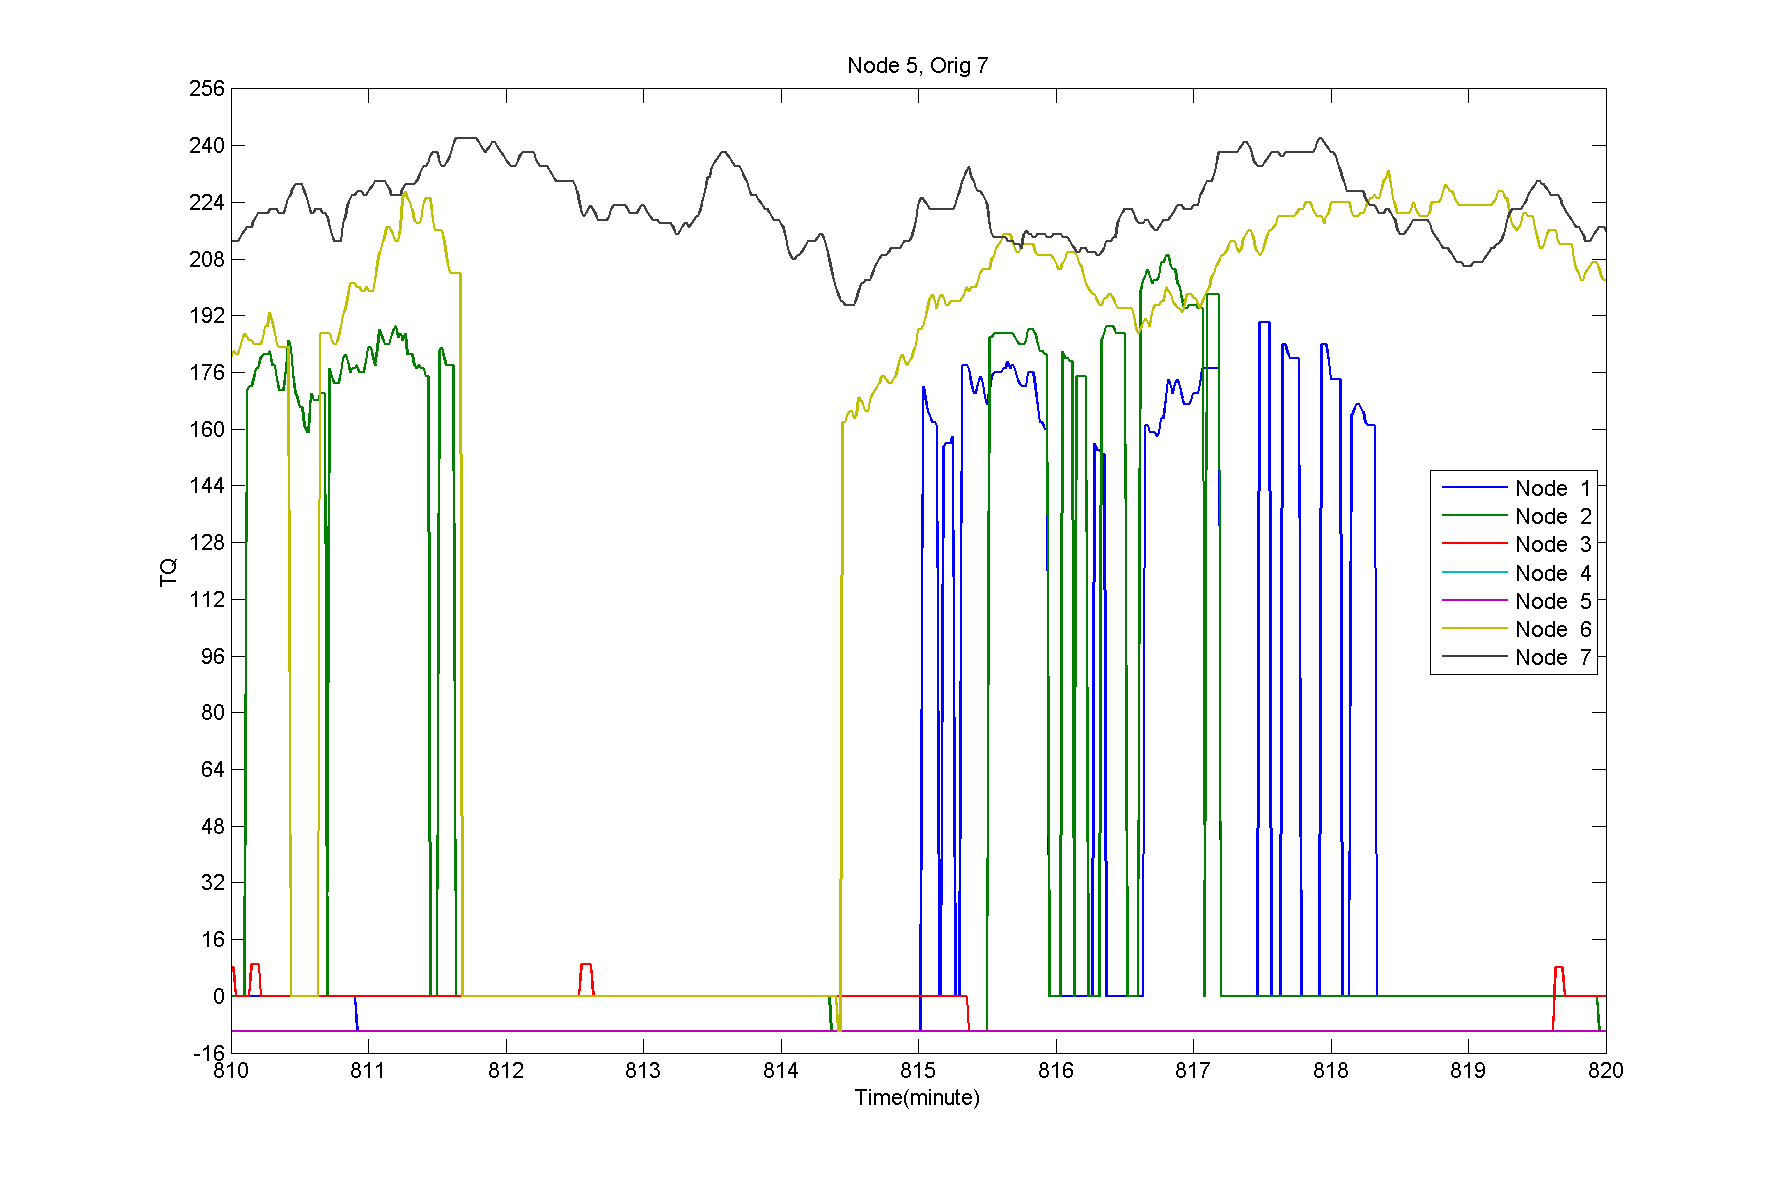 Node 5, Orig 7
256
240
224
208
192
176
160
144
128
112
96
80
64
48
32
16
0
-16
TQ
Node 1
Node 2
Node 3
Node 4
Node 5
Node 6
Node 7
810 811 812 813 814 815 816 817 818 819 820
Time(minute)